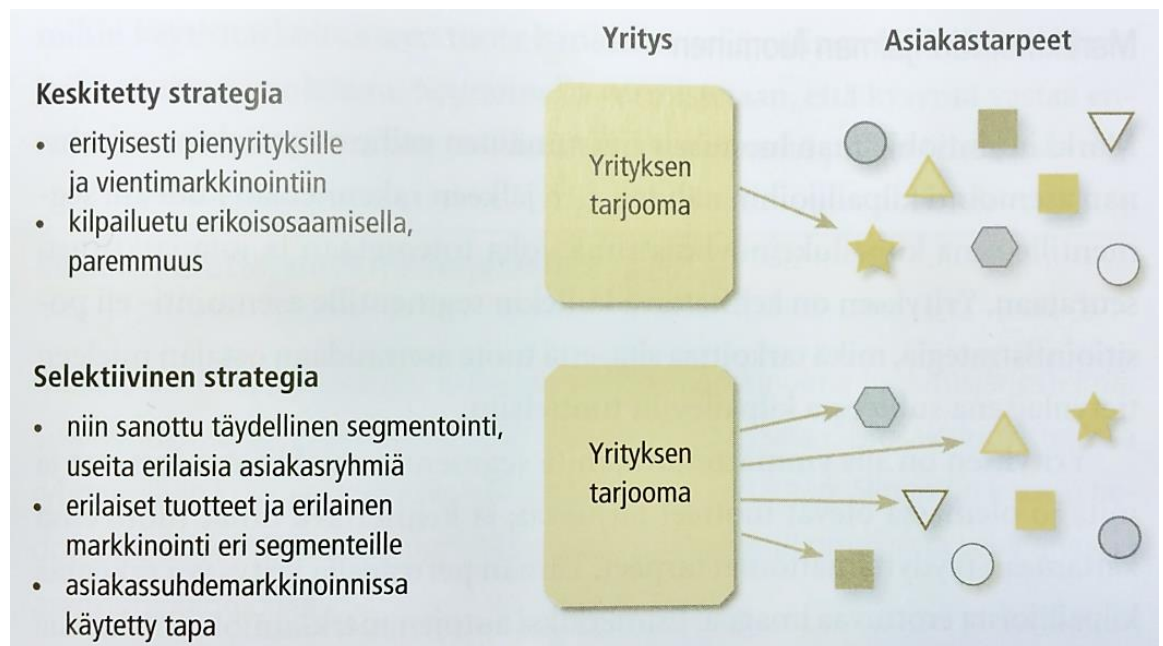 Yritys
Asiakastarpeet
Keskitetty strategia
• erityisesti pienyrityksille
ja vientimarkkinointiin
• kilpailuetu erikoisosaamisella,
paremmuus
Yrityksen
tarjooma
Selektiivinen strategia
• niin sanottu täydellinen segmentointi,
useita erilaisia asiakasryhmiä
• erilaiset tuotteet ja erilainen
markkinointi eri segmenteille
• asiakassuhdemarkkinoinnissa
käytetty tapa
Yrityksen
tarjooma